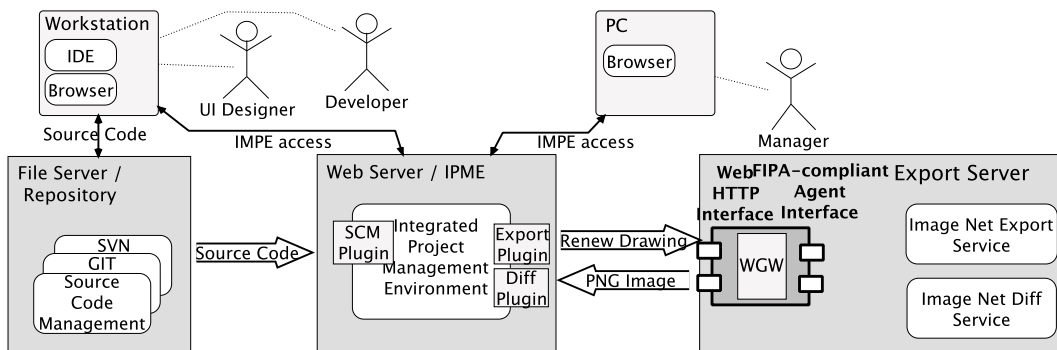 Workstation
IDE
Browser
UI Designer
Developer
PC
Browser
Manager
Source Code
IMPE access
IMPE access
File Server /
Repository
SVN
GIT
Source
Code
Management
Source Code
Web Server / IPME
SCM
Plugin
Integrated
Project
Management
Environment
Export
Plugin
Diff
Plugin
Renew Drawing
PNG Image
Web
HTTP
Interface
FIPA-compliant
Agent
Interface
Export Server
WGW
Image Net Export
Service
Image Net Diff
Service